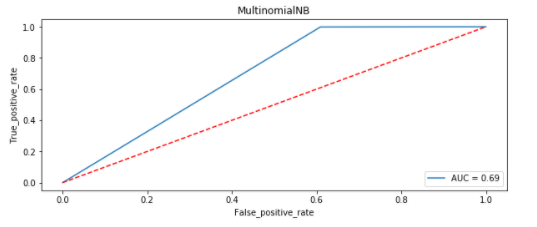 MultinomialNB
True_positive_rate
1.0
0.8
0.6
0.4
0.2
0.0
AUC = 0.69
0.0 0.2 0.4 0.6 0.8 1.0
False_positive_rate